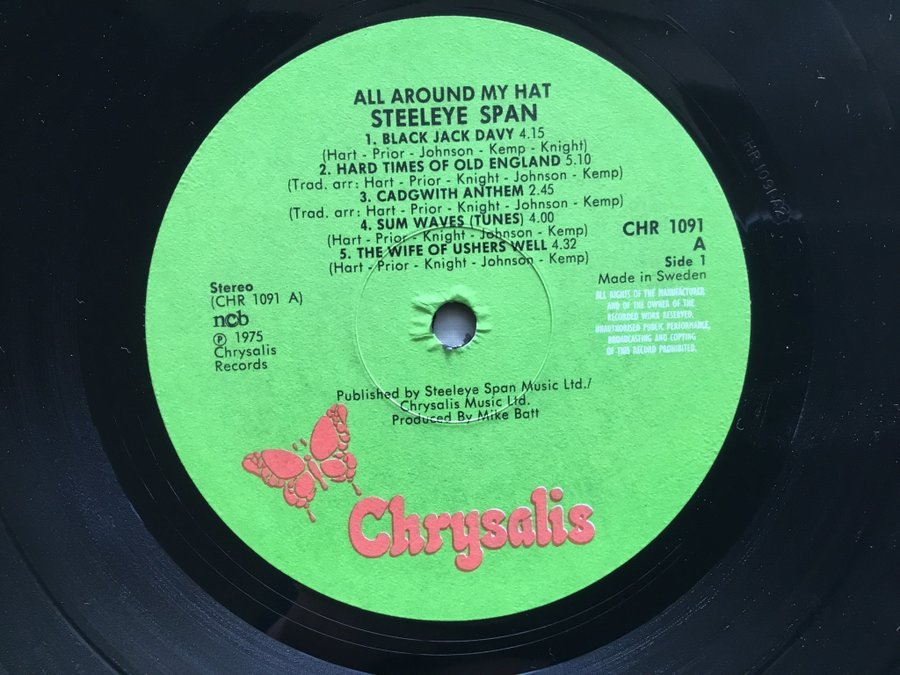 ALL AROUND MY HAT
STEELEYE SPAN
1. BLACK JACK DAVY 4.15
(Hart - Prior - Johnson - Kemp - Knight)
2. HARD TIMES OF OLD ENGLAND 5.10
(Trad. arr: Hart - Prior - Knight - Johnson - Kemp)
3. CADGWITH ANTHEM 2.45
(Trad. arr: Hart - Prior - Knight - Johnson - Kemp)
4. SUM WAVES (TUNES) 4.00
(Hart - Prior - Knight - Johnson - Kemp)
5. THE WIFE OF USHERS WELL 4.32
(Hart - Prior - Knight - Johnson - Kemp)
CHR 1091
A
Side 1
Made in Sweden
ALL RIGHTS OF THE MANUFACTURER
AND OF THE OWNER OF THE
RECORDED WORK RESERVED.
UNAUTHORISED PUBLIC PERFORMANCE,
BROADCASTING AND COPYING
OF THIS RECORD PROHIBITED.
Stereo
(CHR 1091 A)
ncb
℗ 1975
Chrysalis
Records
Published by Steeleye Span Music Ltd./
Chrysalis Music Ltd.
Produced By Mike Batt
Chrysalis